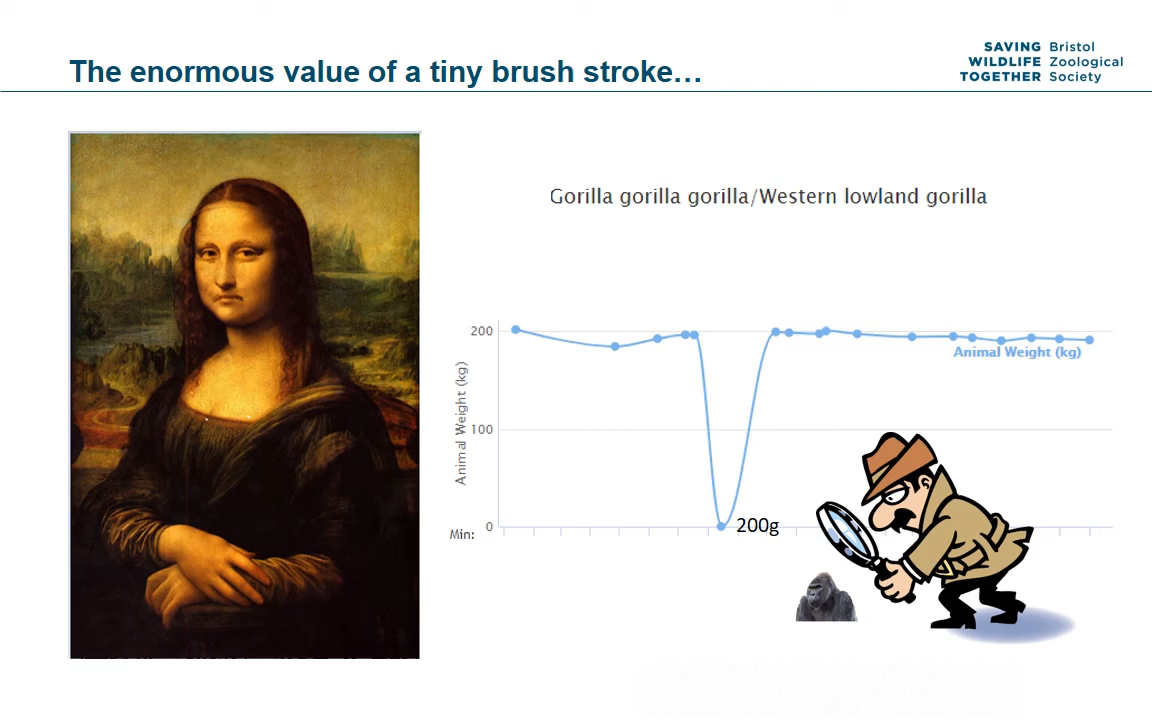 The enormous value of a tiny brush stroke…
SAVING Bristol
WILDLIFE Zoological
TOGETHER Society
Gorilla gorilla gorilla/Western lowland gorilla
200
Animal Weight (kg)
Animal Weight (kg)
100
0
200g
Min: